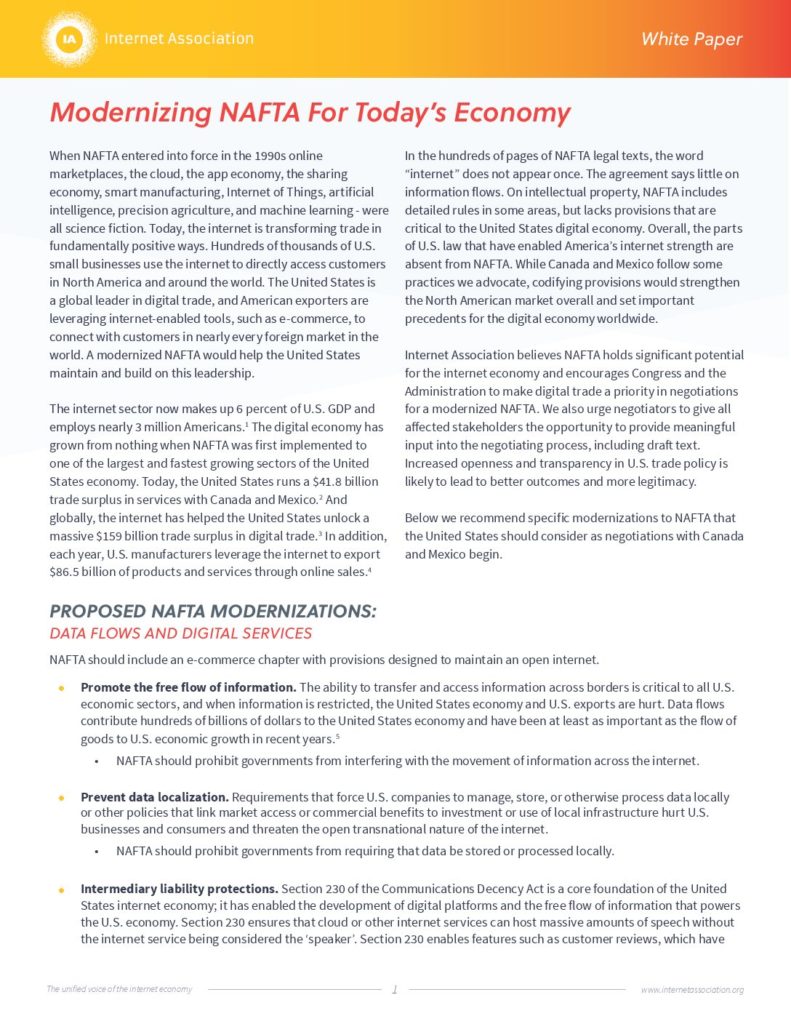 IA
Internet Association
White Paper
Modernizing NAFTA For Today's Economy
When NAFTA entered into force in the 1990s online
marketplaces, the cloud, the app economy, the sharing
economy, smart manufacturing, Internet of Things, artificial
intelligence, precision agriculture, and machine learning - were
all science fiction. Today, the internet is transforming trade in
fundamentally positive ways. Hundreds of thousands of U.S.
small businesses use the internet to directly access customers
in North America and around the world. The United States is
a global leader in digital trade, and American exporters are
leveraging internet-enabled tools, such as e-commerce, to
connect with customers in nearly every foreign market in the
world. A modernized NAFTA would help the United States
maintain and build on this leadership.
The internet sector now makes up 6 percent of U.S. GDP and
employs nearly 3 million Americans.¹ The digital economy has
grown from nothing when NAFTA was first implemented to
one of the largest and fastest growing sectors of the United
States economy. Today, the United States runs a $41.8 billion
trade surplus in services with Canada and Mexico.² And
globally, the internet has helped the United States unlock a
massive $159 billion trade surplus in digital trade.³ In addition,
each year, U.S. manufacturers leverage the internet to export
$86.5 billion of products and services through online sales.⁴
In the hundreds of pages of NAFTA legal texts, the word
"internet" does not appear once. The agreement says little on
information flows. On intellectual property, NAFTA includes
detailed rules in some areas, but lacks provisions that are
critical to the United States digital economy. Overall, the parts
of U.S. law that have enabled America's internet strength are
absent from NAFTA. While Canada and Mexico follow some
practices we advocate, codifying provisions would strengthen
the North American market overall and set important
precedents for the digital economy worldwide.
Internet Association believes NAFTA holds significant potential
for the internet economy and encourages Congress and the
Administration to make digital trade a priority in negotiations
for a modernized NAFTA. We also urge negotiators to give all
affected stakeholders the opportunity to provide meaningful
input into the negotiating process, including draft text.
Increased openness and transparency in U.S. trade policy is
likely to lead to better outcomes and more legitimacy.
Below we recommend specific modernizations to NAFTA that
the United States should consider as negotiations with Canada
and Mexico begin.
PROPOSED NAFTA MODERNIZATIONS:
DATA FLOWS AND DIGITAL SERVICES
NAFTA should include an e-commerce chapter with provisions designed to maintain an open internet.
◆ Promote the free flow of information. The ability to transfer and access information across borders is critical to all U.S.
economic sectors, and when information is restricted, the United States economy and U.S. exports are hurt. Data flows
contribute hundreds of billions of dollars to the United States economy and have been at least as important as the flow of
goods to U.S. economic growth in recent years.⁵
• NAFTA should prohibit governments from interfering with the movement of information across the internet.
◆ Prevent data localization. Requirements that force U.S. companies to manage, store, or otherwise process data locally
or other policies that link market access or commercial benefits to investment or use of local infrastructure hurt U.S.
businesses and consumers and threaten the open transnational nature of the internet.
• NAFTA should prohibit governments from requiring that data be stored or processed locally.
◆ Intermediary liability protections. Section 230 of the Communications Decency Act is a core foundation of the United
States internet economy; it has enabled the development of digital platforms and the free flow of information that powers
the U.S. economy. Section 230 ensures that cloud or other internet services can host massive amounts of speech without
the internet service being considered the 'speaker'. Section 230 enables features such as customer reviews, which have
The unified voice of the internet economy
1
www.internetassociation.org